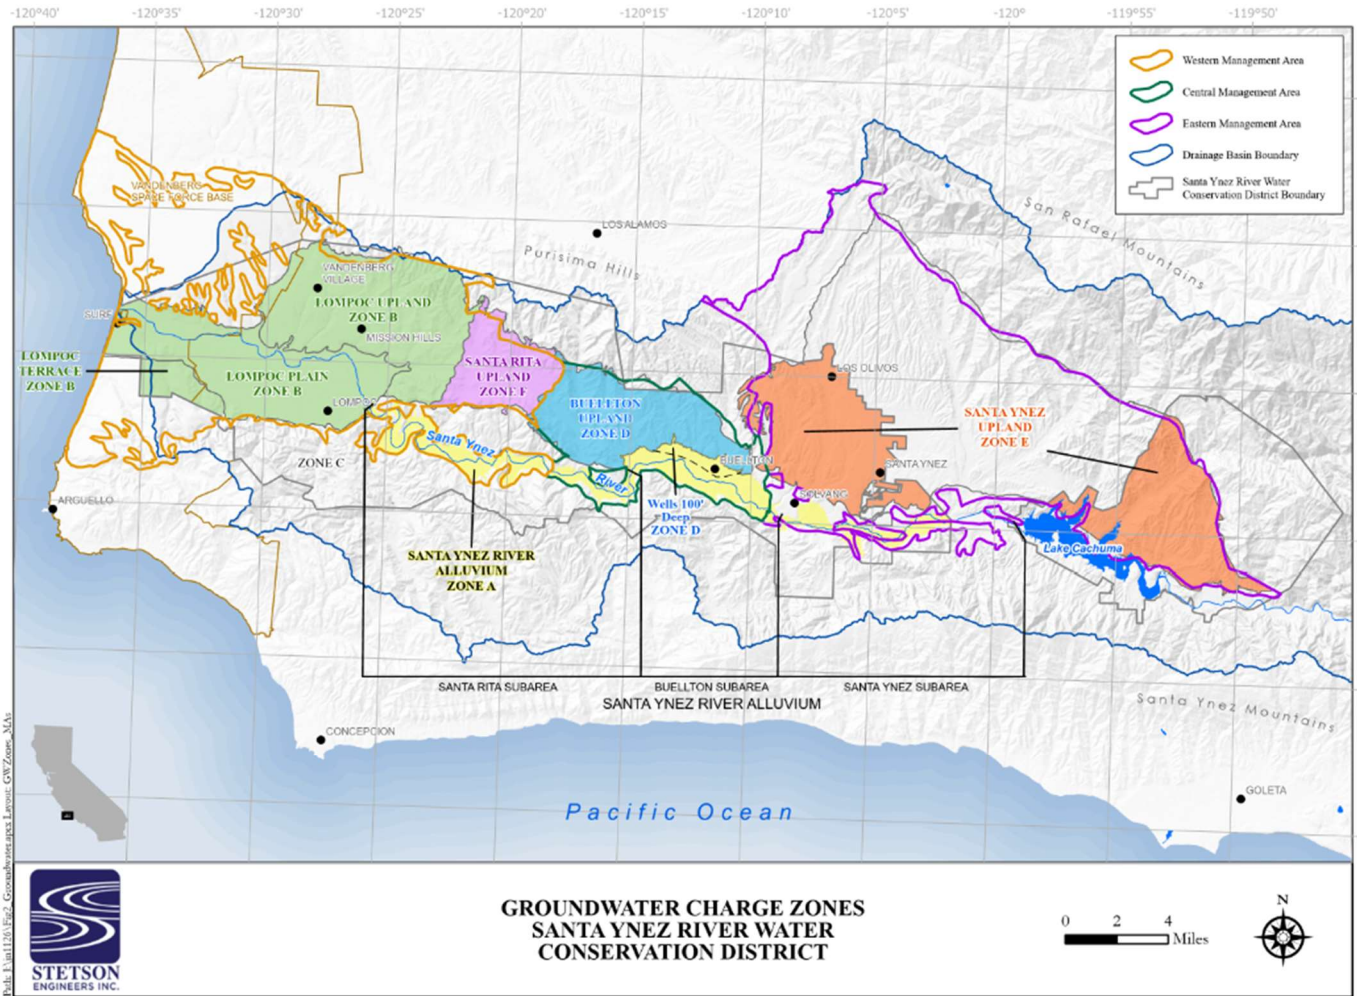 -120°40'
-120°35'
-120°30'
-120°25'
-120°20'
-120°15'
-120°10'
-120°5'
-120°
-119°55'
-119°50'
Western Management Area
Central Management Area
Eastern Management Area
Drainage Basin Boundary
Santa Ynez River Water
Conservation District Boundary
VANDENBERG
SPACE FORCE BASE
LOS ALAMOS
San Rafael Mountains
Purisima Hills
VANDENBERG
VILLAGE
LOMPOC UPLAND
ZONE B
SURF
MISSION HILLS
LOMPOC
TERRACE
ZONE B
LOMPOC PLAIN
ZONE B
SANTA RITA
UPLAND
ZONE F
LOS OLIVOS
LOMPOC
BUELLTON
UPLAND
ZONE D
SANTA YNEZ
UPLAND
ZONE E
Santa Ynez
River
ZONE C
BUELLTON
SANTA YNEZ
ARGUELLO
Wells 100'
Deep
ZONE D
SOLVANG
SANTA YNEZ RIVER
ALLUVIUM
ZONE A
Lake Cachuma
SANTA RITA SUBAREA
BUELLTON SUBAREA
SANTA YNEZ SUBAREA
SANTA YNEZ RIVER ALLUVIUM
Santa Ynez Mountains
CONCEPCION
GOLETA
Pacific Ocean
STETSON
ENGINEERS INC.
GROUNDWATER CHARGE ZONES
SANTA YNEZ RIVER WATER
CONSERVATION DISTRICT
0 2 4
Miles
N